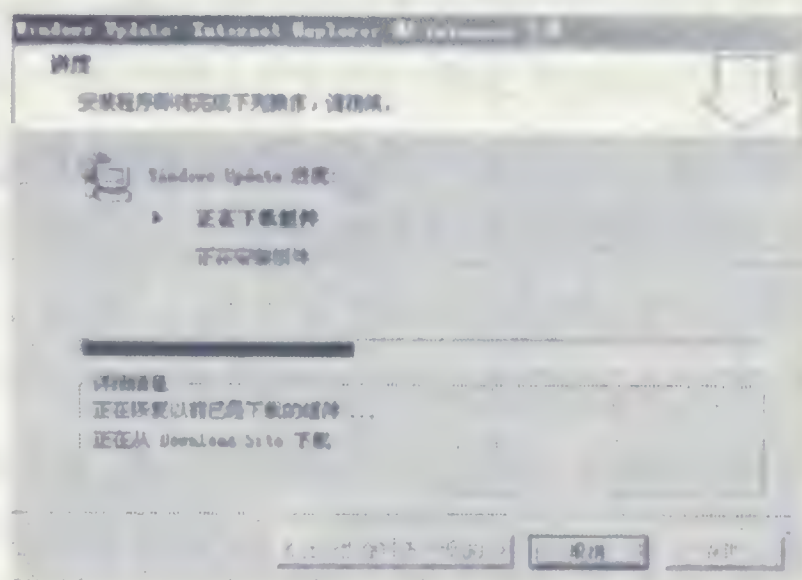 Windows Update: Internet Explorer
进度
安装程序即将完成下列操作,请稍候。
Windows Update 进度:
正在下载组件
正在安装组件
详细信息
正在恢复以前已经下载的组件 ...
正在从 Download Site 下载
取消